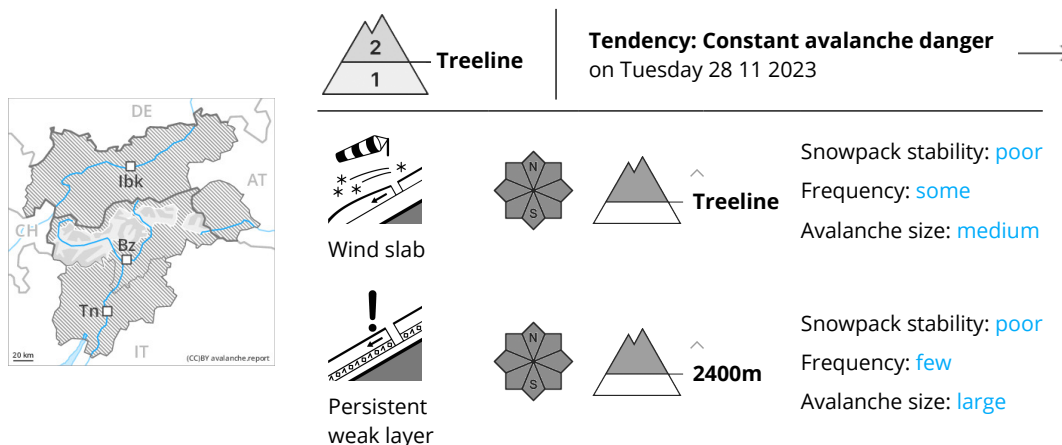 2
1
Treeline
Tendency: Constant avalanche danger
on Tuesday 28 11 2023
DE
Ibk
AT
CH
Bz
Tn
IT
20 km
(CC)BY avalanche.report
N
S
Treeline
Wind slab
Snowpack stability: poor
Frequency: some
Avalanche size: medium
N
S
2400m
Persistent
weak layer
Snowpack stability: poor
Frequency: few
Avalanche size: large